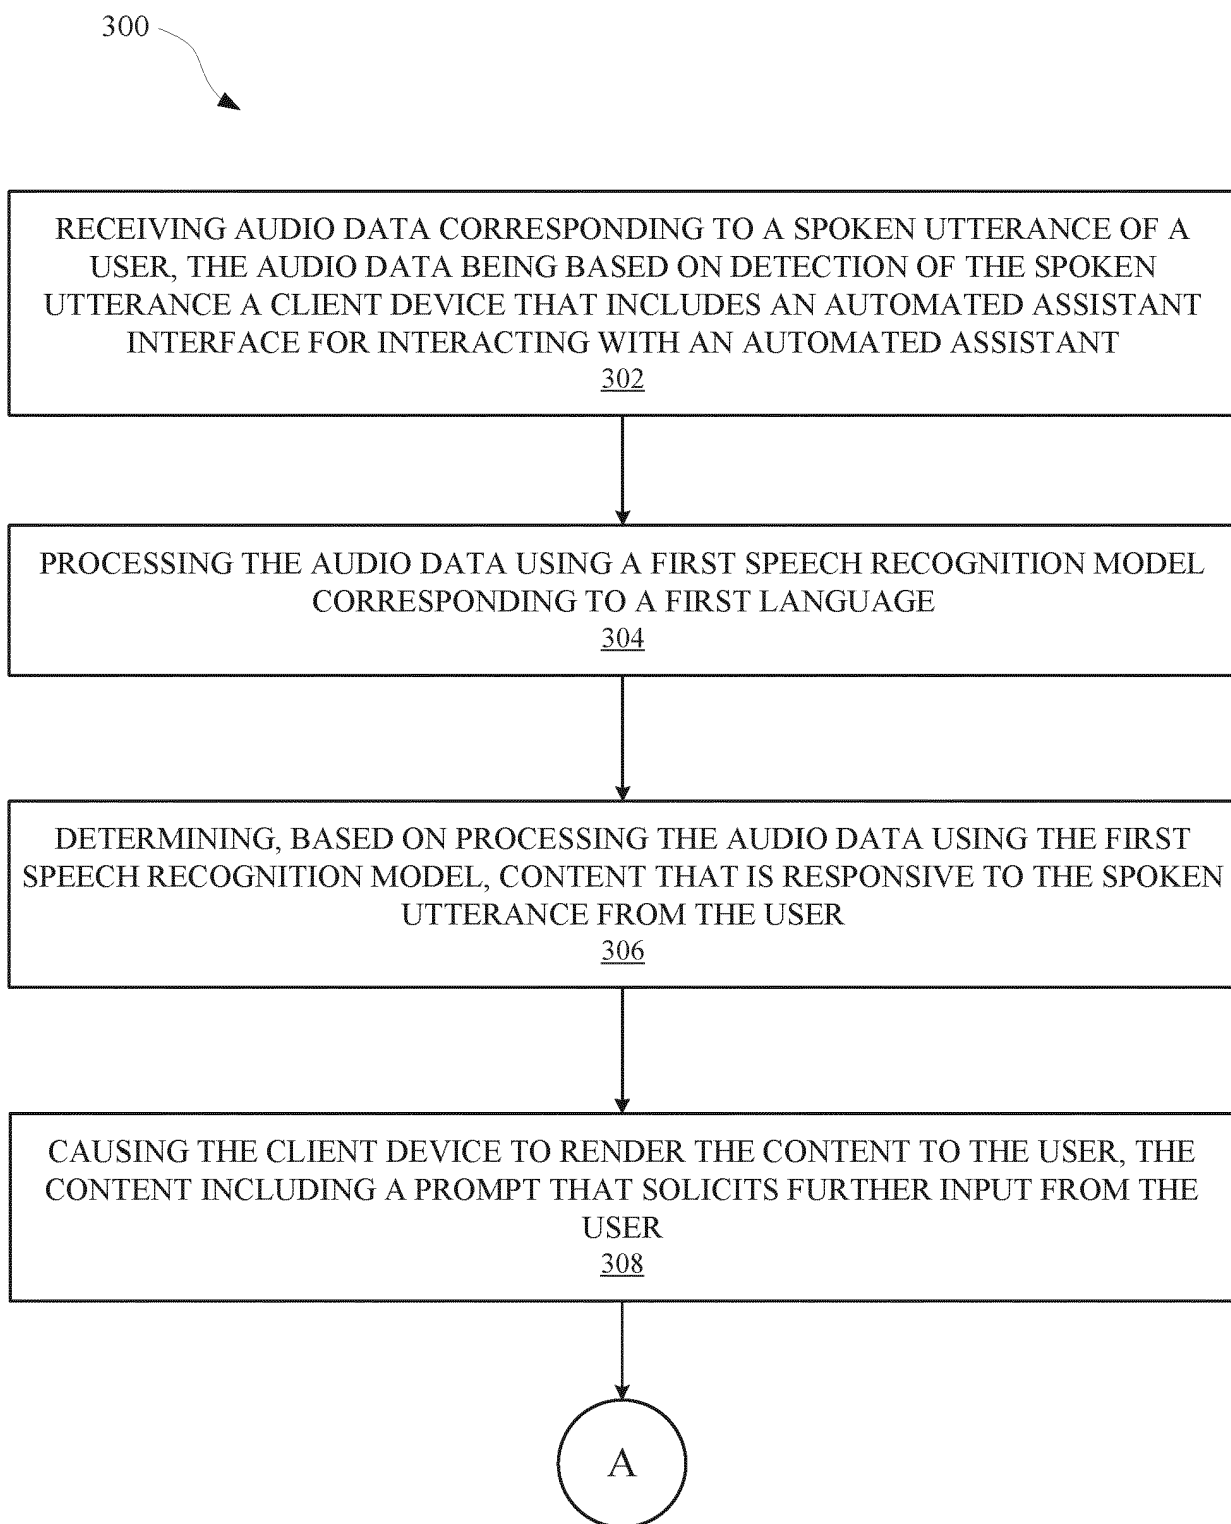 300
RECEIVING AUDIO DATA CORRESPONDING TO A SPOKEN UTTERANCE OF A
USER, THE AUDIO DATA BEING BASED ON DETECTION OF THE SPOKEN
UTTERANCE A CLIENT DEVICE THAT INCLUDES AN AUTOMATED ASSISTANT
INTERFACE FOR INTERACTING WITH AN AUTOMATED ASSISTANT
302
PROCESSING THE AUDIO DATA USING A FIRST SPEECH RECOGNITION MODEL
CORRESPONDING TO A FIRST LANGUAGE
304
DETERMINING, BASED ON PROCESSING THE AUDIO DATA USING THE FIRST
SPEECH RECOGNITION MODEL, CONTENT THAT IS RESPONSIVE TO THE SPOKEN
UTTERANCE FROM THE USER
306
CAUSING THE CLIENT DEVICE TO RENDER THE CONTENT TO THE USER, THE
CONTENT INCLUDING A PROMPT THAT SOLICITS FURTHER INPUT FROM THE
USER
308
A